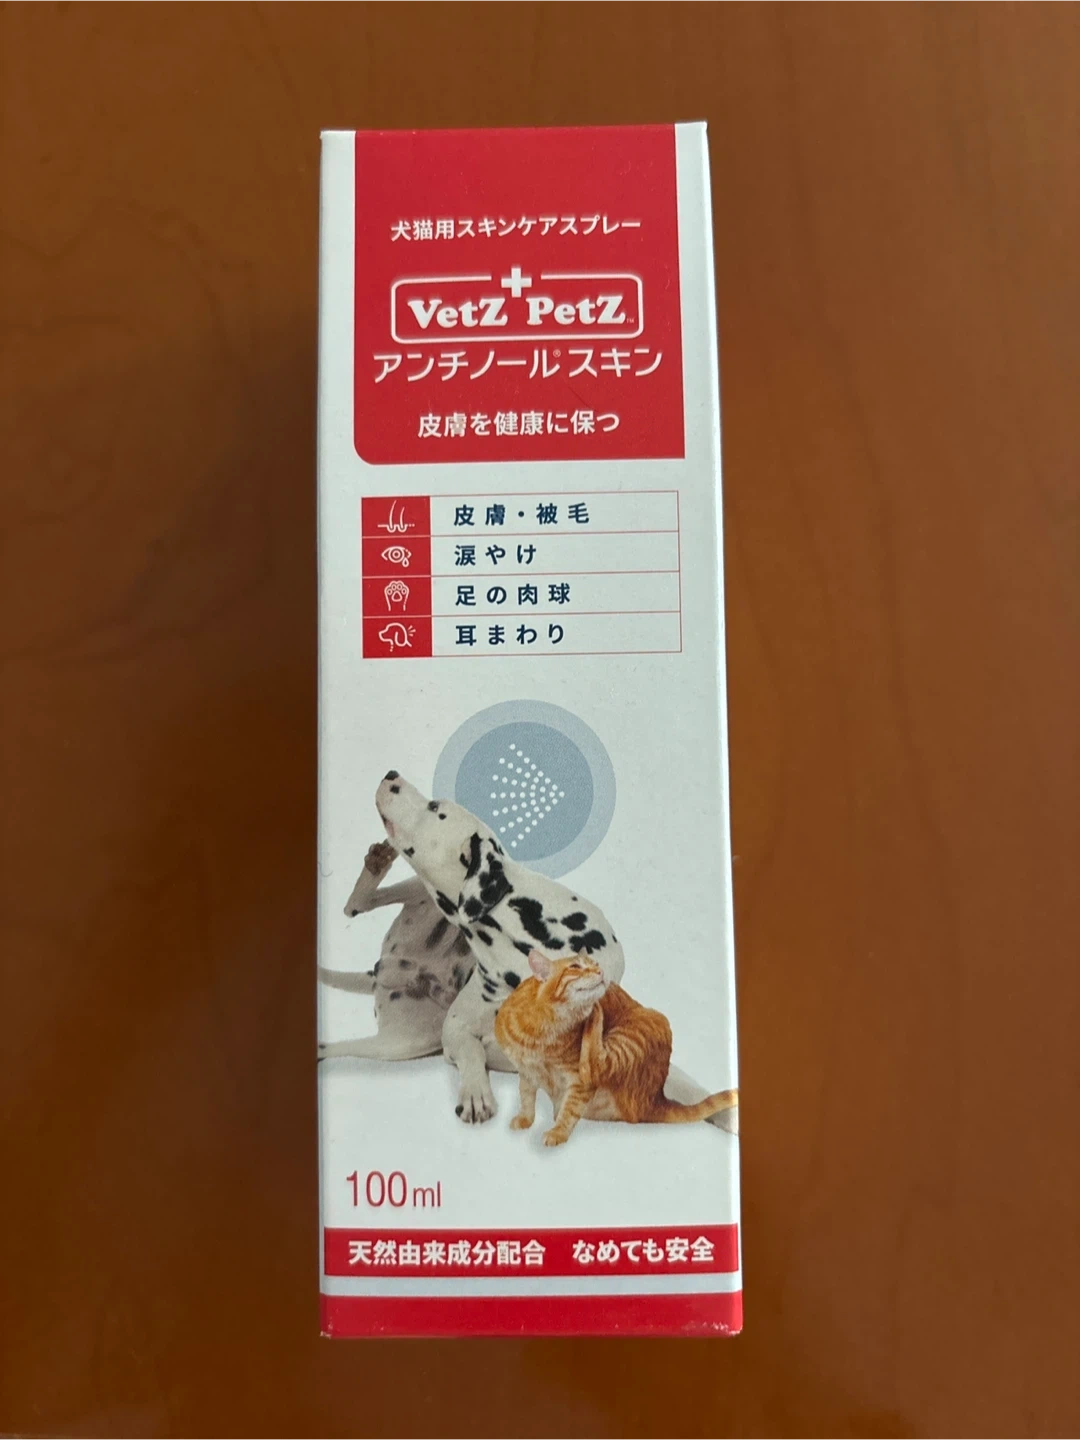 犬猫用スキンケアスプレー
VetZ PetZ™
アンチノール®スキン
皮膚を健康に保つ
皮膚・被毛
涙やけ
足の肉球
耳まわり
100ml
天然由来成分配合 なめても安全